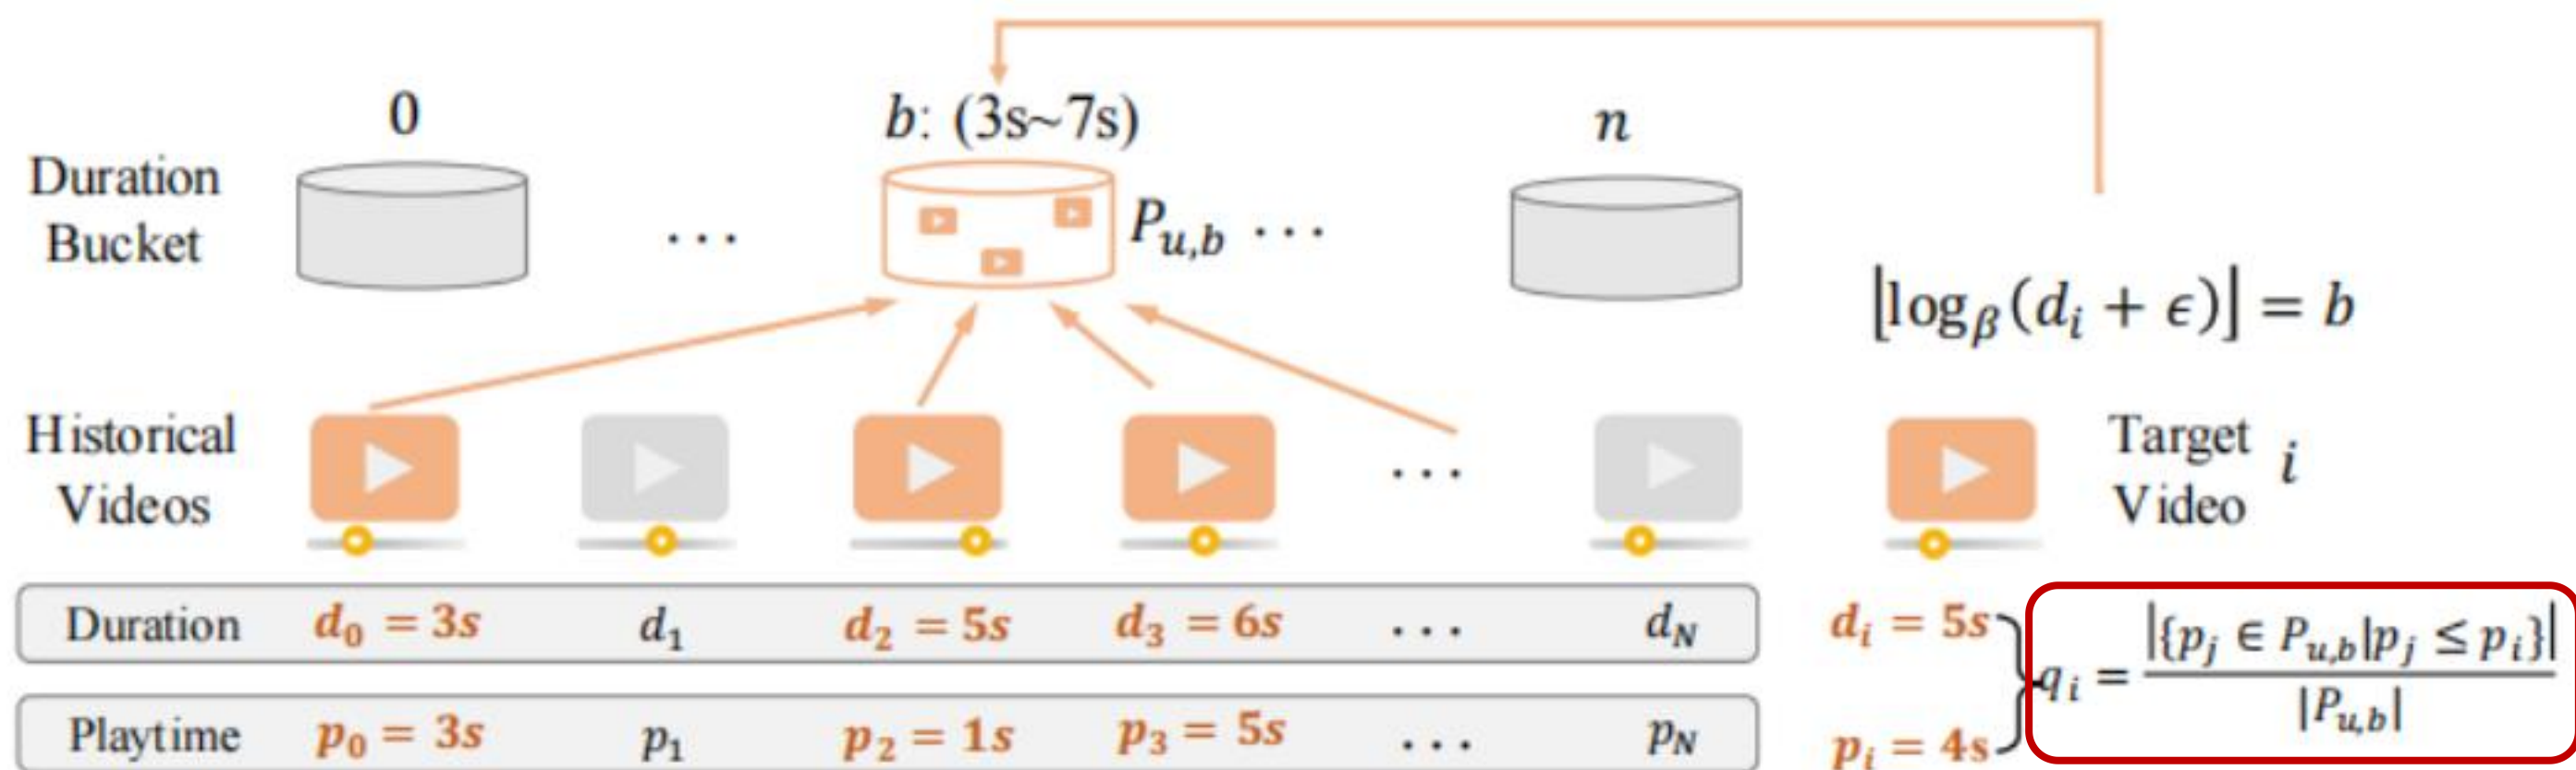 0
b: (3s~7s)
n
Duration
Bucket
...
P_{u,b} ...
⌊log_β(d_i + ϵ)⌋ = b
Historical
Videos
...
Target
Video
i
Duration d_0 = 3s d_1 d_2 = 5s d_3 = 6s ... d_N d_i = 5s
Playtime p_0 = 3s p_1 p_2 = 1s p_3 = 5s ... p_N p_i = 4s
q_i = |{p_j ∈ P_{u,b}|p_j ≤ p_i}| / |P_{u,b}|